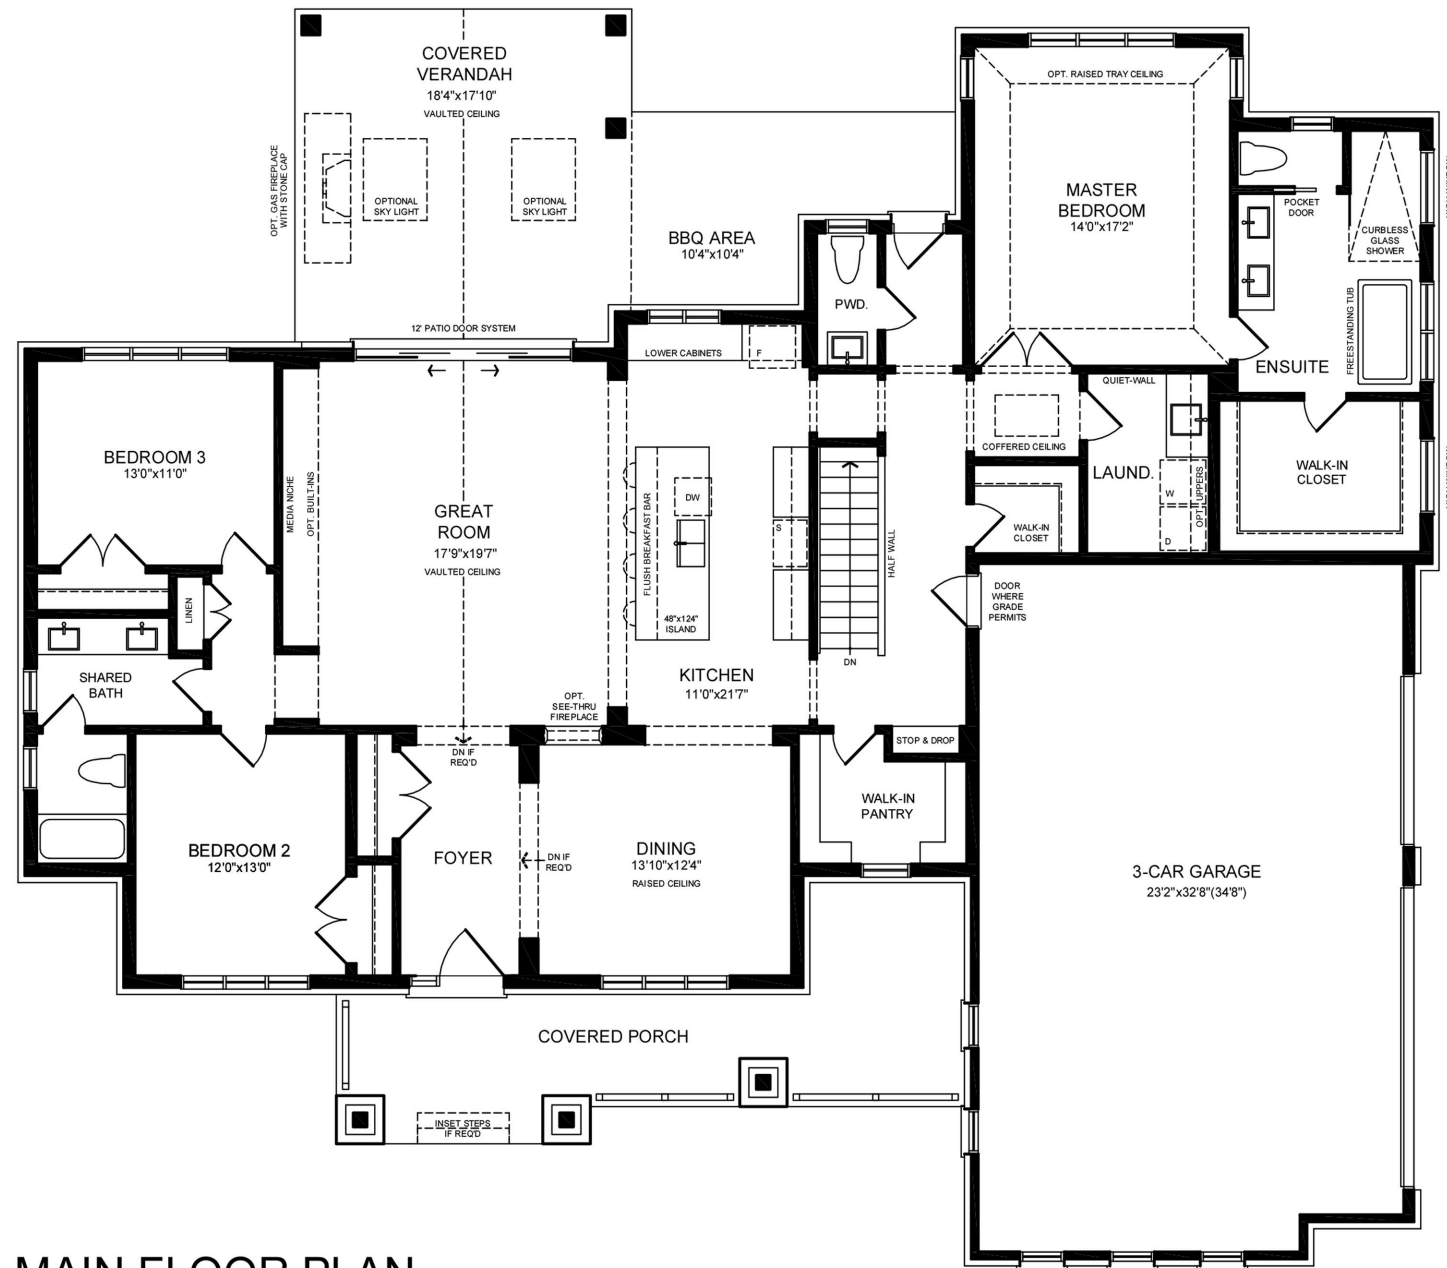 COVERED
VERANDAH
18'4"x17'10"
VAULTED CEILING
OPT. GAS FIREPLACE
WITH STONE CAP
OPTIONAL
SKY LIGHT
OPTIONAL
SKY LIGHT
BBQ AREA
10'4"x10'4"
12' PATIO DOOR SYSTEM
OPT. RAISED TRAY CEILING
MASTER
BEDROOM
14'0"x17'2"
POCKET
DOOR
CURBLESS
GLASS
SHOWER
FREESTANDING TUB
ENSUITE
PWD.
LOWER CABINETS
F
QUIET-WALL
COFFERED CEILING
LAUND.
W
D
OPT. UPPERS
WALK-IN
CLOSET
WALK-IN
CLOSET
BEDROOM 3
13'0"x11'0"
MEDIA NICHE
OPT. BUILT-INS
GREAT
ROOM
17'9"x19'7"
VAULTED CEILING
FLUSH BREAKFAST BAR
DW
S
48"x124"
ISLAND
KITCHEN
11'0"x21'7"
HALF WALL
DN
DOOR
WHERE
GRADE
PERMITS
LINEN
SHARED
BATH
OPT.
SEE-THRU
FIREPLACE
DN IF
REQ'D
STOP & DROP
WALK-IN
PANTRY
BEDROOM 2
12'0"x13'0"
FOYER
DN IF
REQ'D
DINING
13'10"x12'4"
RAISED CEILING
3-CAR GARAGE
23'2"x32'8"(34'8")
COVERED PORCH
INSET STEPS
IF REQ'D
MAIN FLOOR PLAN